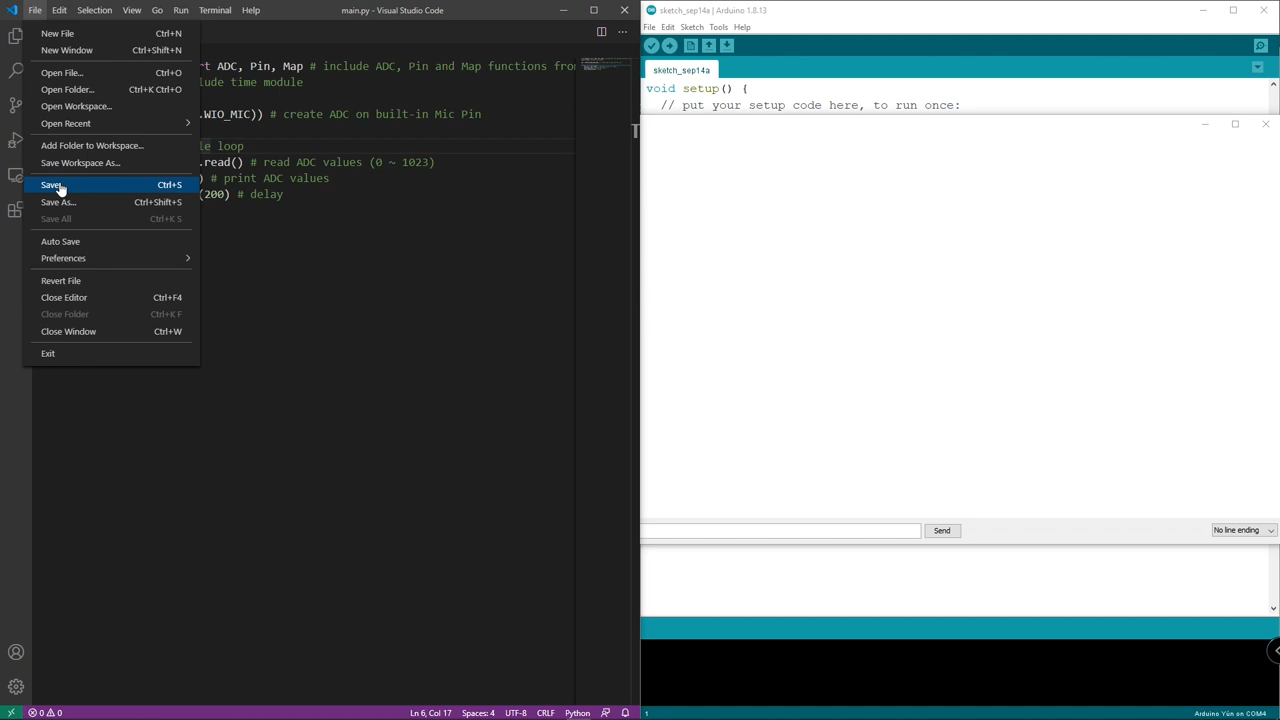 File Edit Selection View Go Run Terminal Help
main.py - Visual Studio Code
File Ctrl+N
New Window Ctrl+Shift+N
Open File... Ctrl+O
Open Folder... Ctrl+K Ctrl+O
Open Workspace...
Open Recent
Add Folder to Workspace...
Save Workspace As...
Save Ctrl+S
Save As... Ctrl+Shift+S
Save All Ctrl+K S
Auto Save
Preferences
Revert File
Close Editor Ctrl+F4
Close Folder Ctrl+K F
Close Window Ctrl+W
Exit
ADC, Pin, Map # include ADC, Pin and Map functions from
time module
.WIO_MIC)) # create ADC on built-in Mic Pin
loop
.read() # read ADC values (0 ~ 1023)
) # print ADC values
(200) # delay
0 0
Ln 6, Col 17 Spaces: 4 UTF-8 CRLF Python
sketch_sep14a | Arduino 1.8.13
File Edit Sketch Tools Help
sketch_sep14a
void setup() {
// put your setup code here, to run once:
Send
No line ending
1
Arduino Yún on COM4